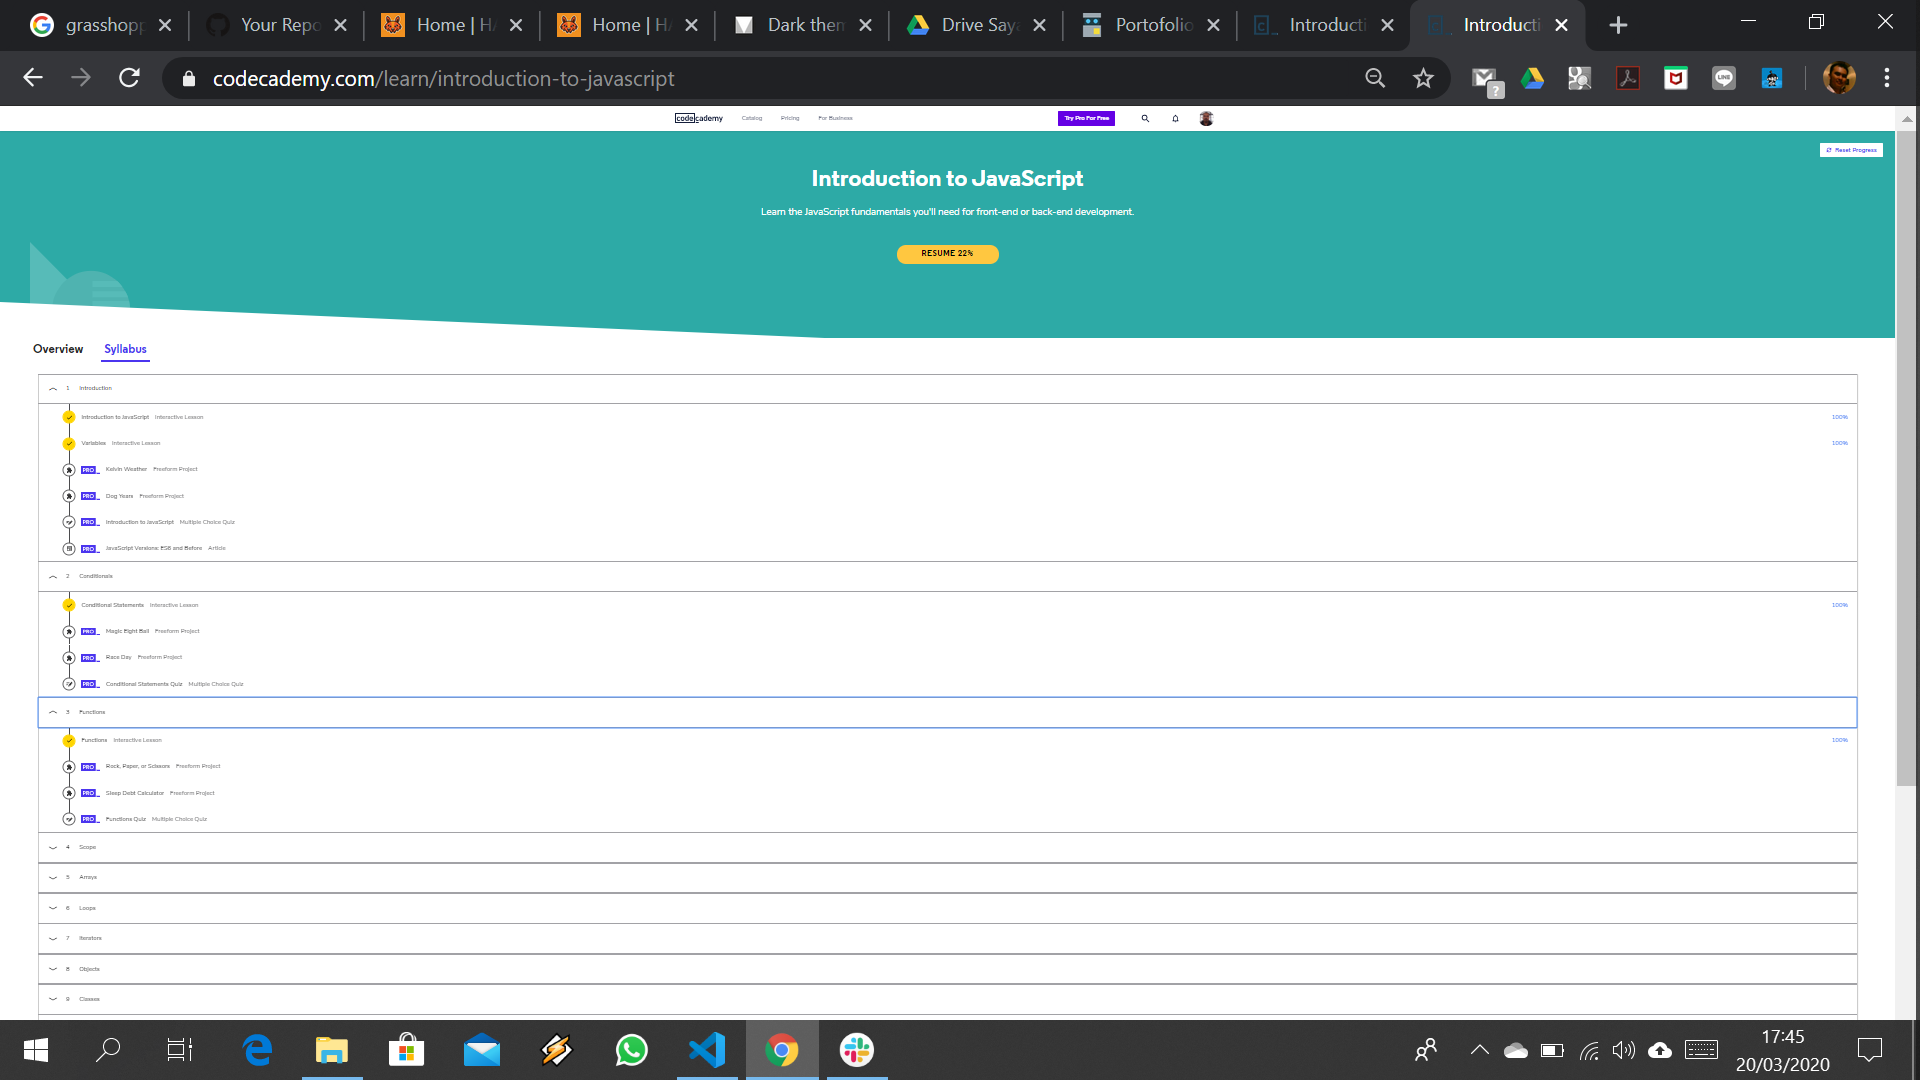 grasshopp
Your Repo
Home | HA
Home | HA
Dark them
Drive Saya
Portofolio
Introducti
Introducti
codecademy.com/learn/introduction-to-javascript
codecademy Catalog Pricing For Business Try Pro For Free
Reset Progress
Introduction to JavaScript
Learn the JavaScript fundamentals you'll need for front-end or back-end development.
RESUME 22%
Overview Syllabus
1 Introduction
Introduction to JavaScript Interactive Lesson 100%
Variables Interactive Lesson 100%
PRO Kelvin Weather Freeform Project
PRO Dog Years Freeform Project
PRO Introduction to JavaScript Multiple Choice Quiz
PRO JavaScript Versions: ES6 and Before Article
2 Conditionals
Conditional Statements Interactive Lesson 100%
PRO Magic Eight Ball Freeform Project
PRO Race Day Freeform Project
PRO Conditional Statements Quiz Multiple Choice Quiz
3 Functions
Functions Interactive Lesson 100%
PRO Rock, Paper, or Scissors Freeform Project
PRO Sleep Debt Calculator Freeform Project
PRO Functions Quiz Multiple Choice Quiz
4 Scope
5 Arrays
6 Loops
7 Iterators
8 Objects
9 Classes
17:45
20/03/2020